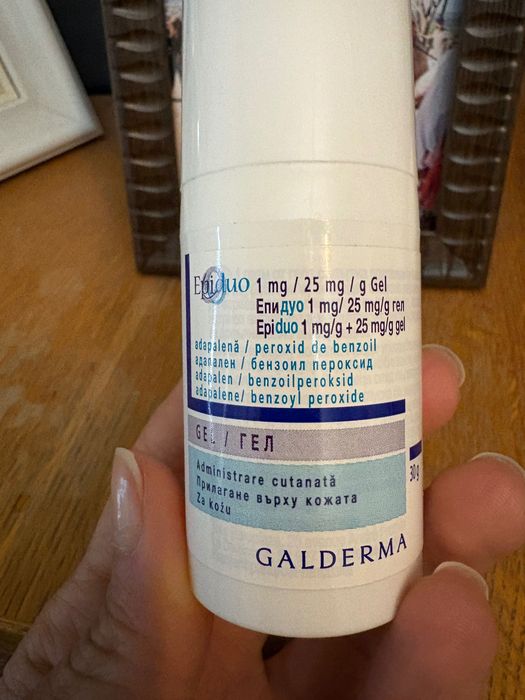 Epiduo 1 mg / 25 mg / g Gel
Епидуо 1 mg/ 25 mg/g гел
Epiduo 1 mg/g + 25 mg/g gel
adapalenă / peroxid de benzoil
адапален / бензоил пероксид
adapalen / benzoilperoksid
adapalene/ benzoyl peroxide
GEL / ГЕЛ
30 g
Administrare cutanată
Прилагане върху кожата
Za kožu
GALDERMA